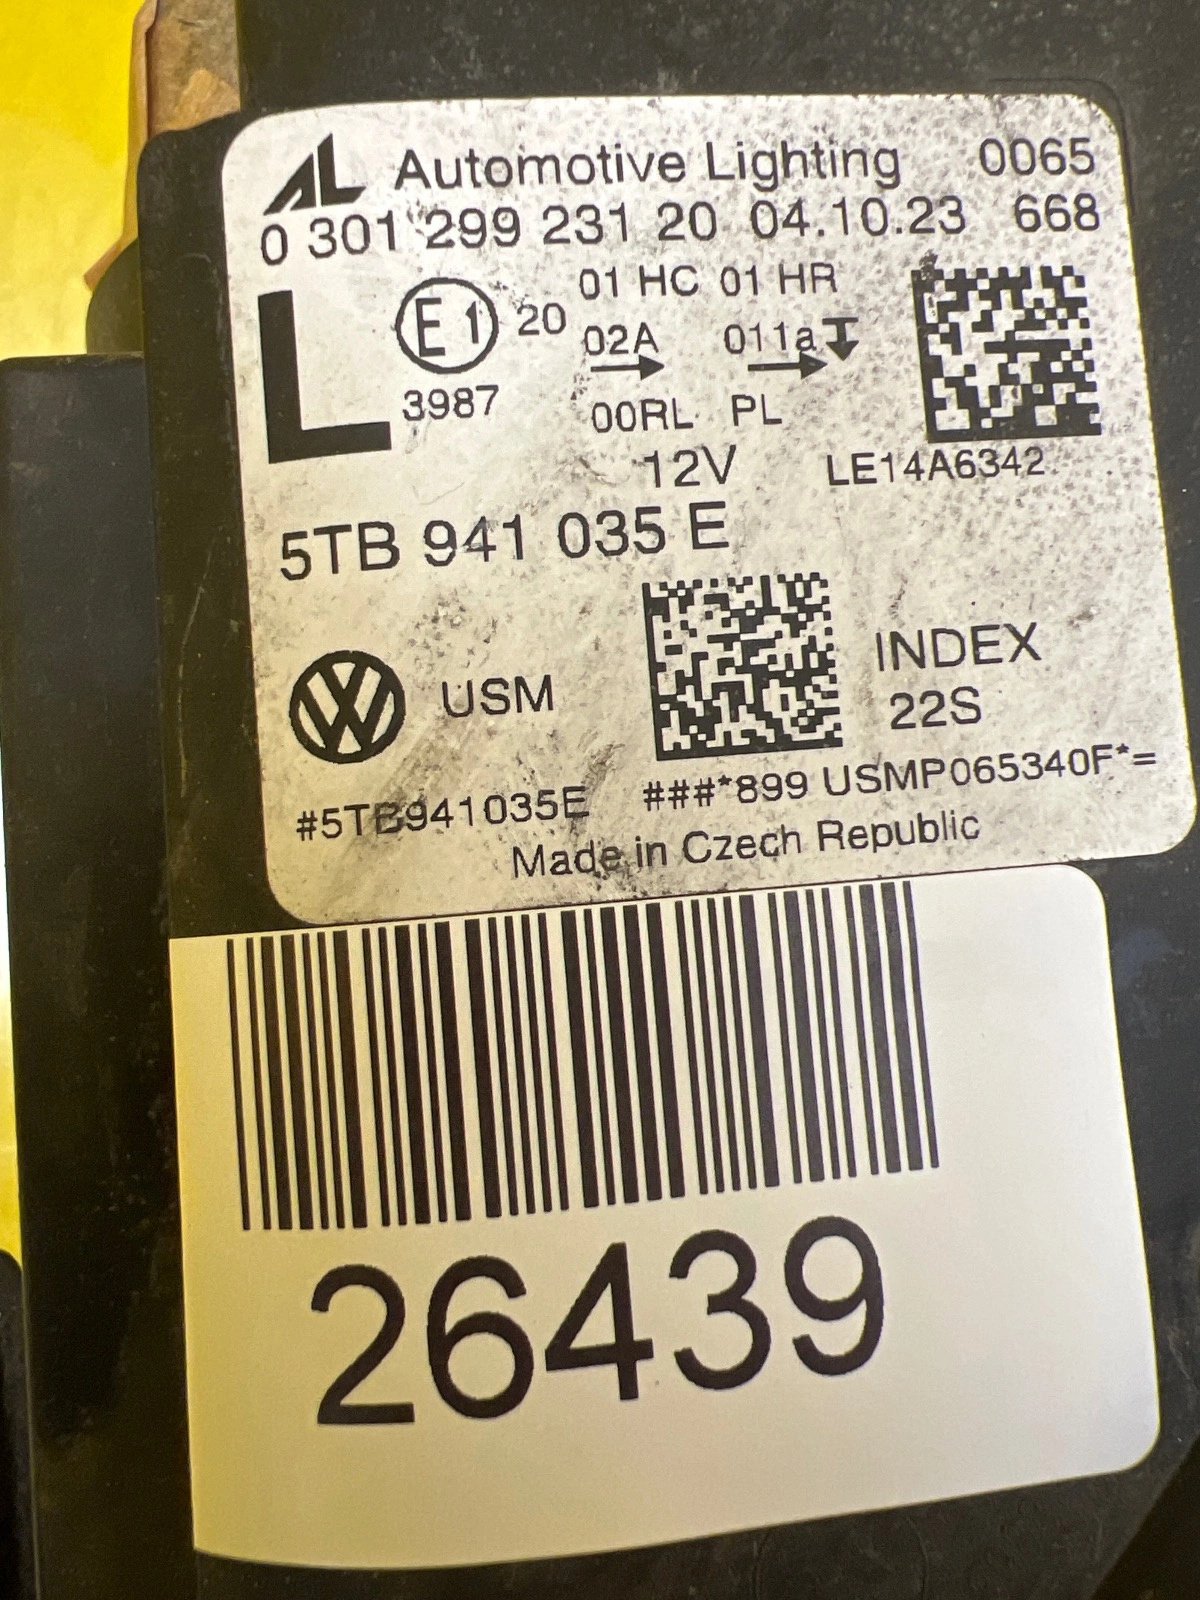 AL Automotive Lighting 0065
0 301 299 231 20 04.10.23 668
L E1 20 01 HC 01 HR
02A 011a
3987 00RL PL
12V LE14A6342
5TB 941 035 E
VW USM INDEX
22S
#5TB941035E ###*899 USMP065340F*=
Made in Czech Republic
26439